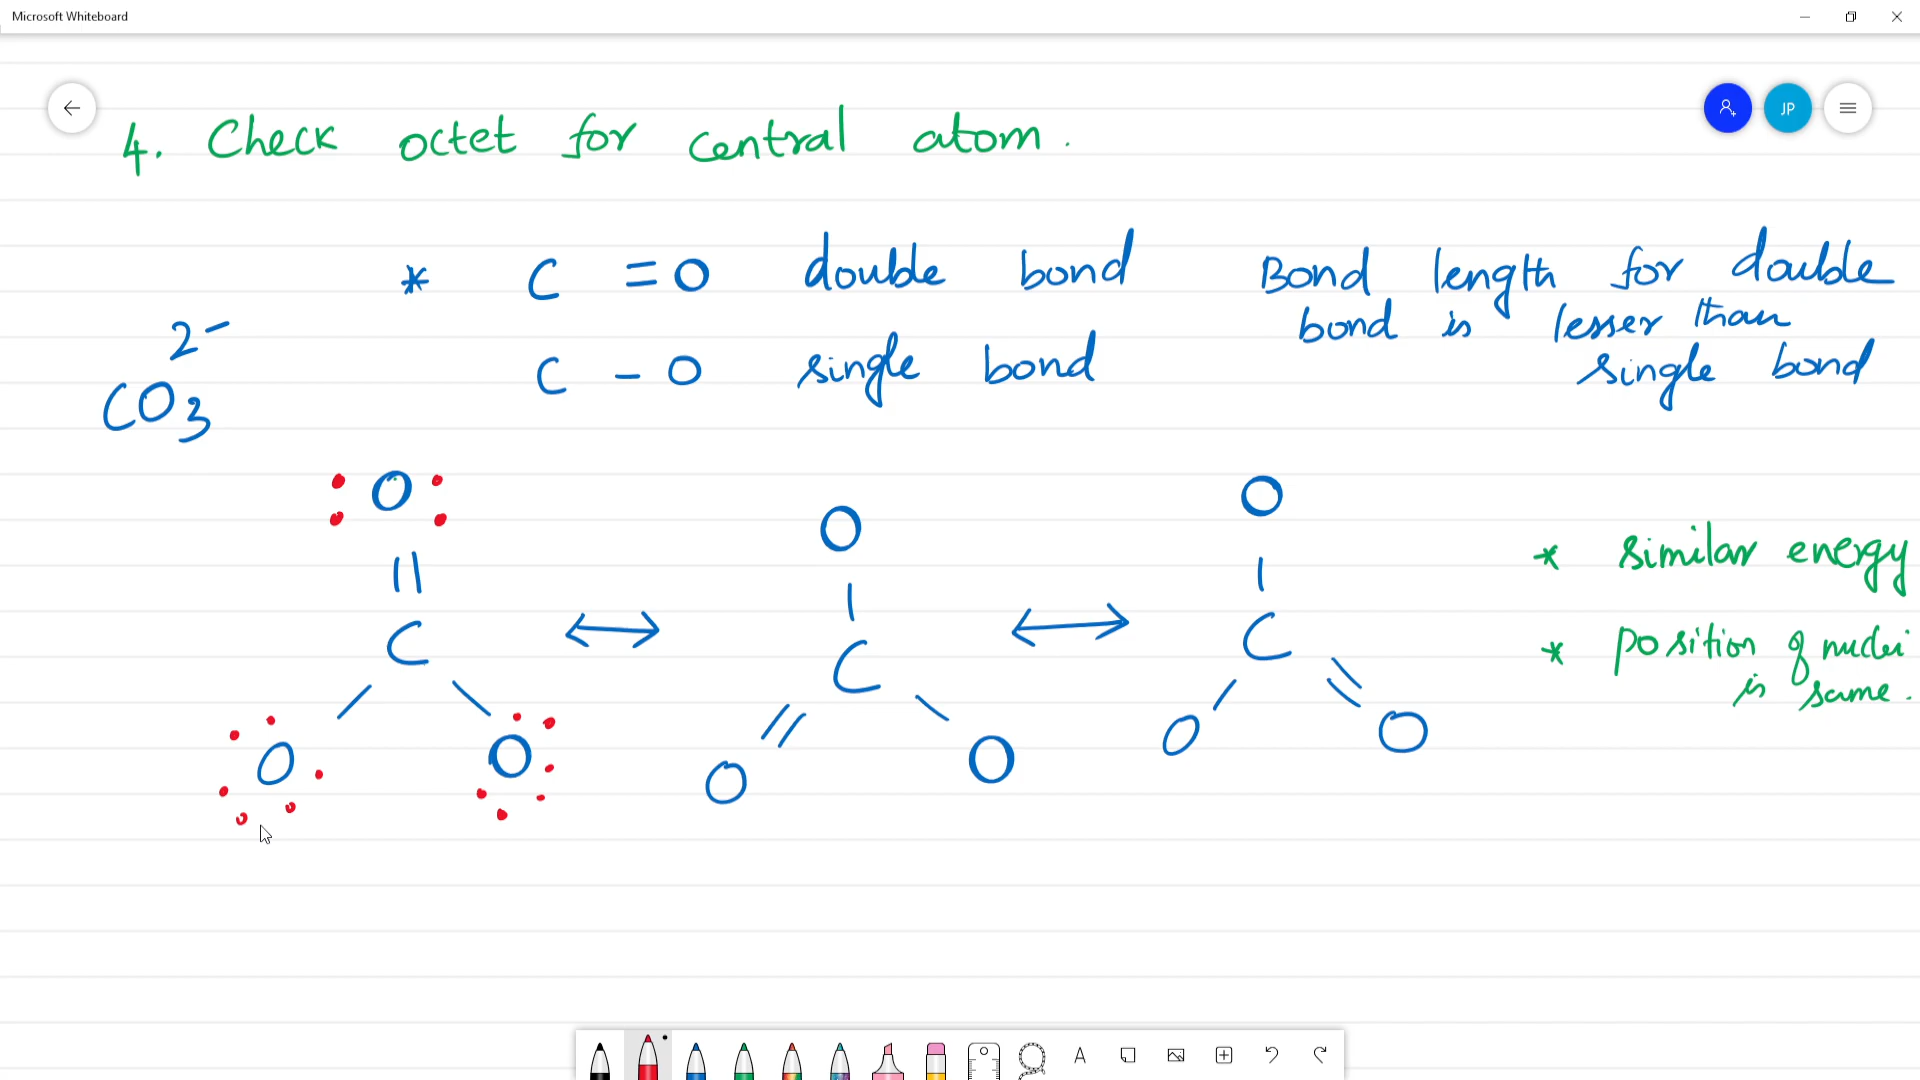 Microsoft Whiteboard
JP
4. Check octet for central atom.
* C = O double bond
Bond length for double
bond is lesser than
single bond
C - O single bond
CO3 2-
O O O
|| | |
C ↔ C ↔ C
O O O O O O
* similar energy
* position of nuclei
is same.
A